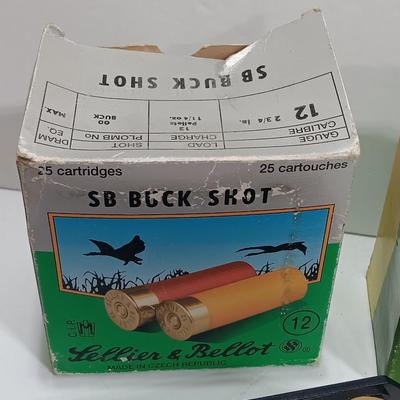 SB BUCK SHOT
12 2 3/4 in. 12 Pellets 1 1/4 oz. 00 BUCK MAX
GAUGE CALIBRE LOAD CHARGE SHOT PLOMB No DRAM EQ.
25 cartridges 25 cartouches
SB BUCK SHOT
12
C.I.P.
Sellier & Bellot
S B
MADE IN CZECH REPUBLIC